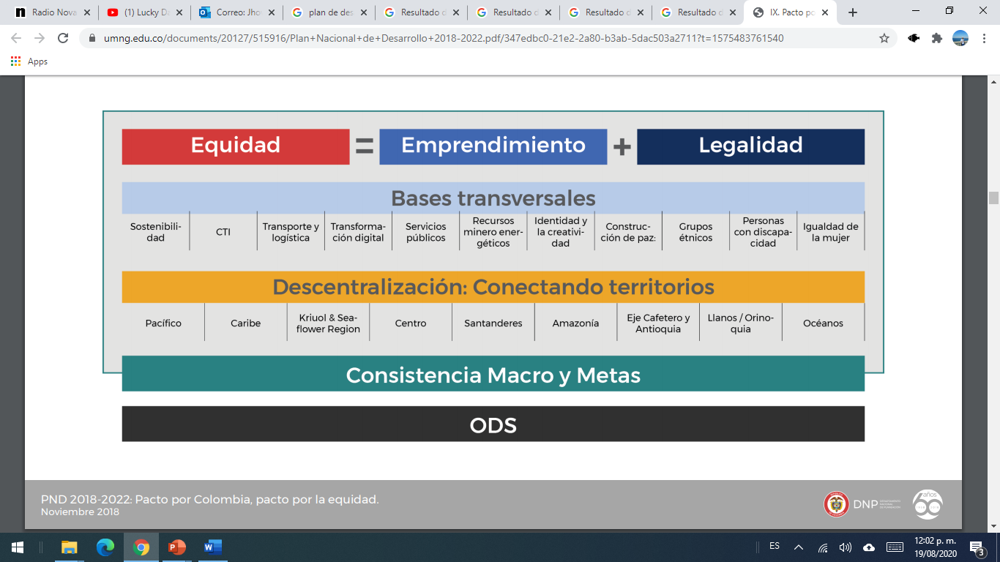 Radio Nova
(1) Lucky Da
Correo: Jho
plan de des
Resultado d
Resultado d
Resultado d
Resultado d
IX. Pacto po
umng.edu.co/documents/20127/515916/Plan+Nacional+de+Desarrollo+2018-2022.pdf/347edbc0-21e2-2a80-b3ab-5dac503a2711?t=1575483761540
Apps
Equidad = Emprendimiento + Legalidad
Bases transversales
Sostenibili-
dad
CTI
Transporte y
logística
Transforma-
ción digital
Servicios
públicos
Recursos
minero ener-
géticos
Identidad y
la creativi-
dad
Construc-
ción de paz:
Grupos
étnicos
Personas
con discapa-
cidad
Igualdad de
la mujer
Descentralización: Conectando territorios
Pacífico
Caribe
Kriuol & Sea-
flower Region
Centro
Santanderes
Amazonía
Eje Cafetero y
Antioquia
Llanos / Orino-
quia
Océanos
Consistencia Macro y Metas
ODS
PND 2018-2022: Pacto por Colombia, pacto por la equidad.
Noviembre 2018
DNP
años
ES
12:02 p. m.
19/08/2020
3